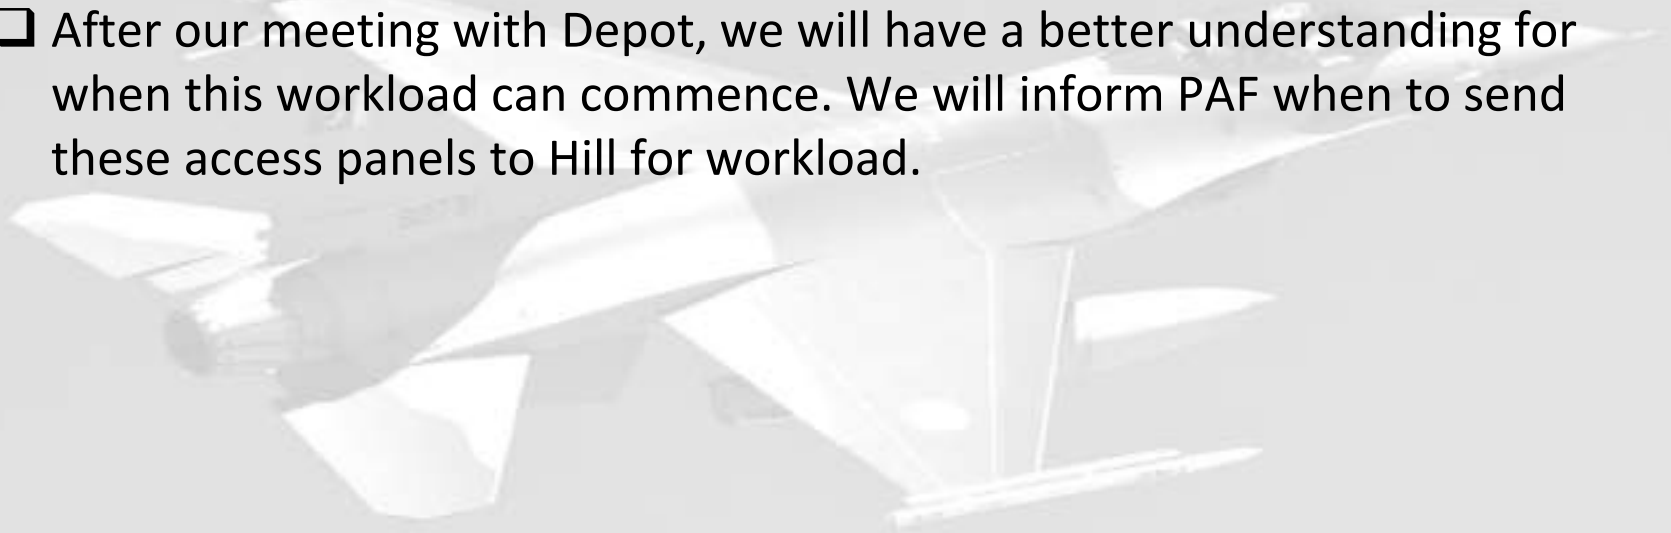 ❑ After our meeting with Depot, we will have a better understanding for
when this workload can commence. We will inform PAF when to send
these access panels to Hill for workload.